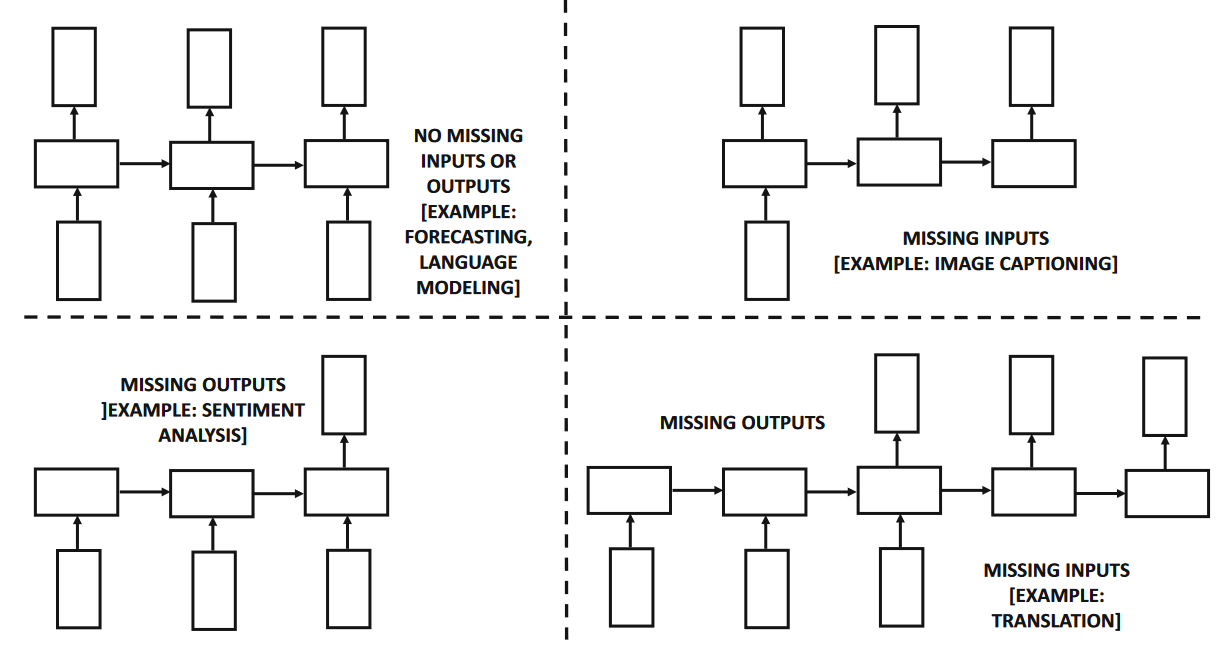 NO MISSING
INPUTS OR
OUTPUTS
[EXAMPLE:
FORECASTING,
LANGUAGE
MODELING]
MISSING INPUTS
[EXAMPLE: IMAGE CAPTIONING]
MISSING OUTPUTS
]EXAMPLE: SENTIMENT
ANALYSIS]
MISSING OUTPUTS
MISSING INPUTS
[EXAMPLE:
TRANSLATION]